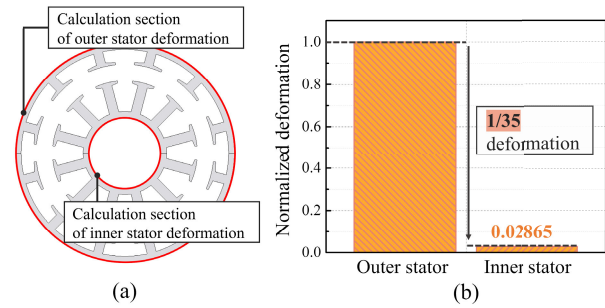 Calculation section
of outer stator deformation
Calculation section
of inner stator deformation
(a)
Normalized deformation
1.0
0.8
0.6
0.4
0.2
0.0
1/35
deformation
0.02865
Outer stator
Inner stator
(b)